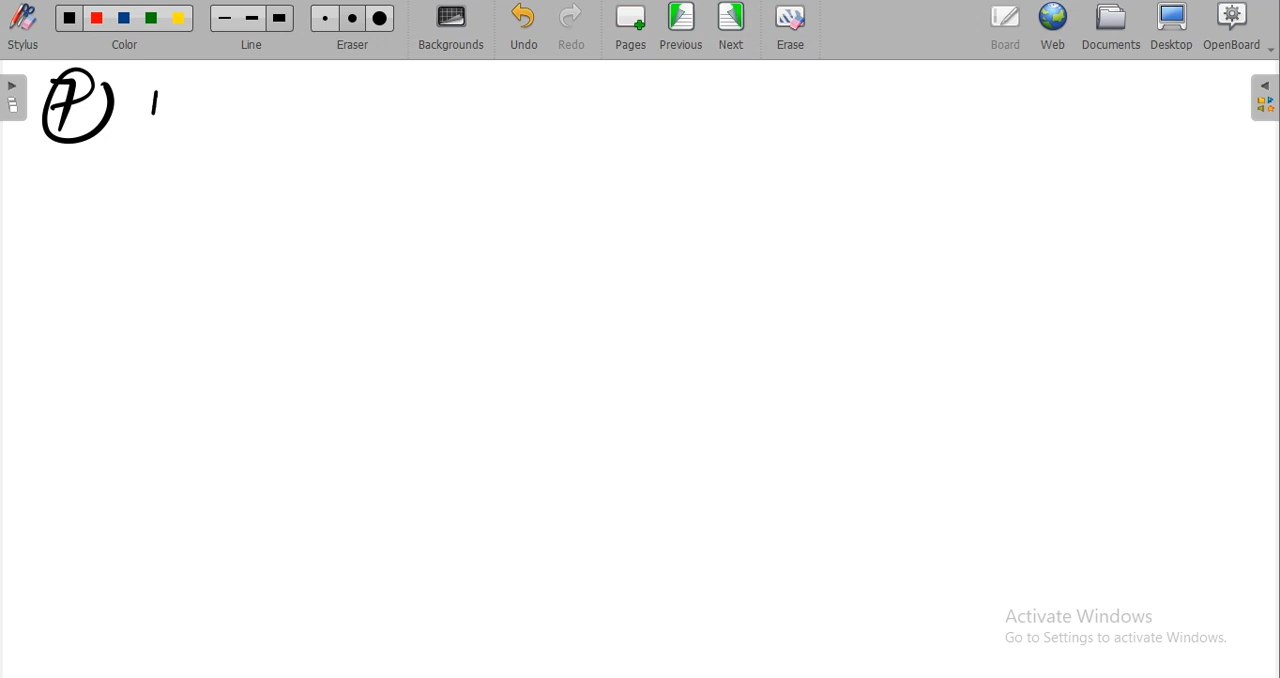 Stylus Color Line Eraser Backgrounds Undo Redo Pages Previous Next Erase Board Web Documents Desktop OpenBoard
7)
Activate Windows
Go to Settings to activate Windows.